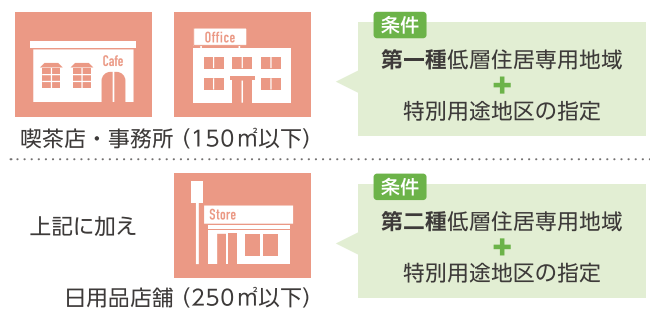 Cafe
Office
喫茶店・事務所（150㎡以下）
条件
第一種低層住居専用地域
+
特別用途地区の指定
上記に加え
Store
日用品店舗（250㎡以下）
条件
第二種低層住居専用地域
+
特別用途地区の指定